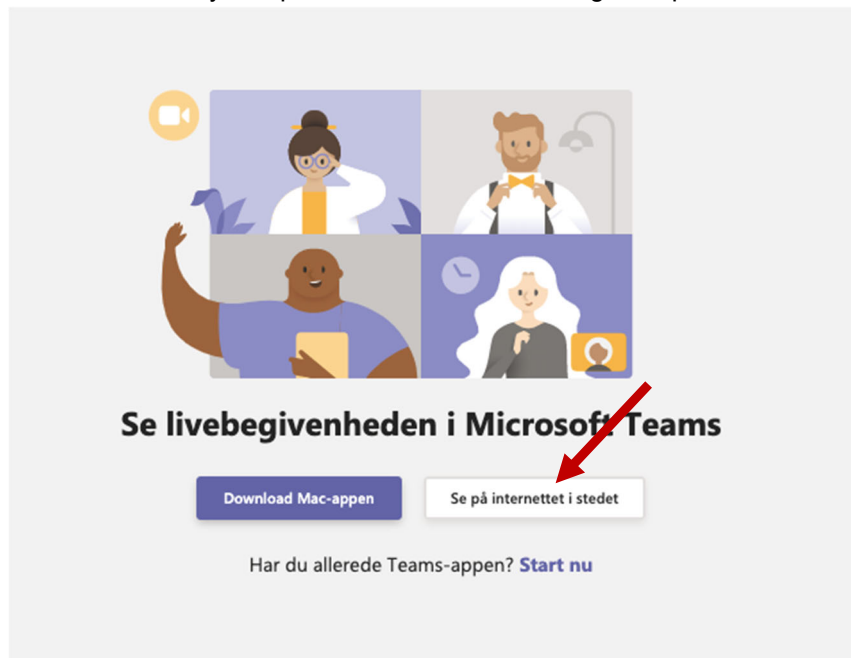 Se livebegivenheden i Microsoft Teams
Download Mac-appen
Se på internettet i stedet
Har du allerede Teams-appen? Start nu